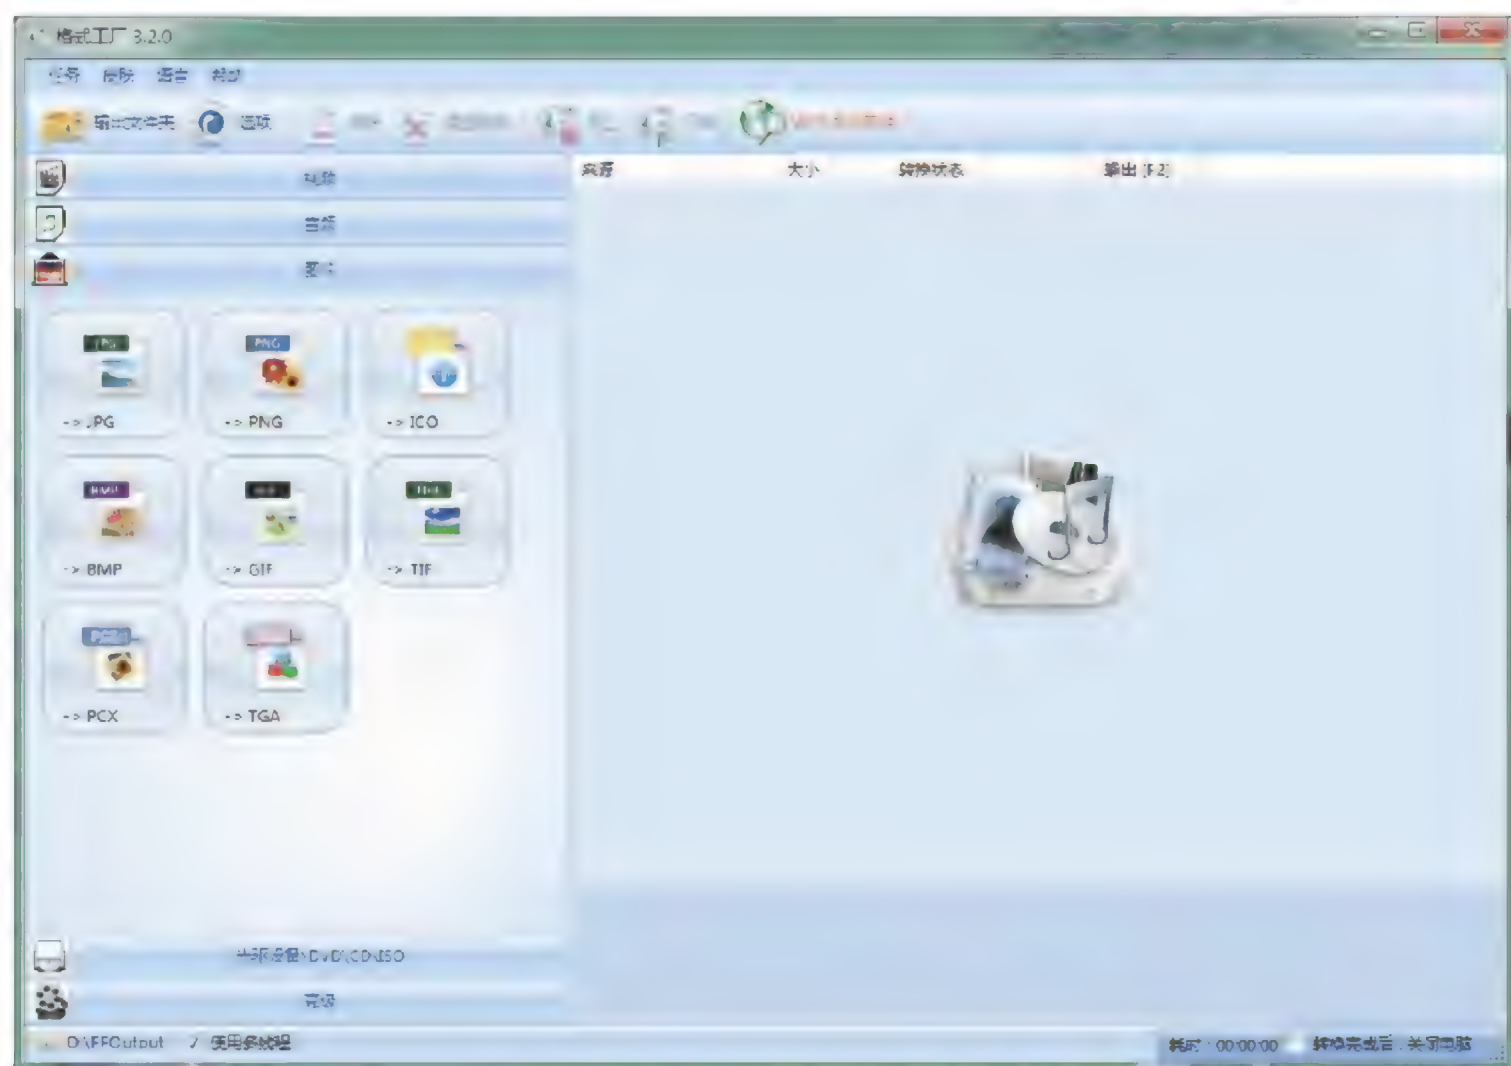 格式工厂 3.2.0
任务 皮肤 语言 帮助
输出文件夹 选项
来源 大小 转换状态 输出 [F2]
视频
音频
图片
JPG PNG
-> JPG -> PNG -> ICO
BMP
-> BMP -> GIF -> TIF
PCX
-> PCX -> TGA
光驱设备\DVD\CD\ISO
高级
D:\FFOutput 使用多线程 耗时 : 00:00:00 转换完成后 : 关闭电脑